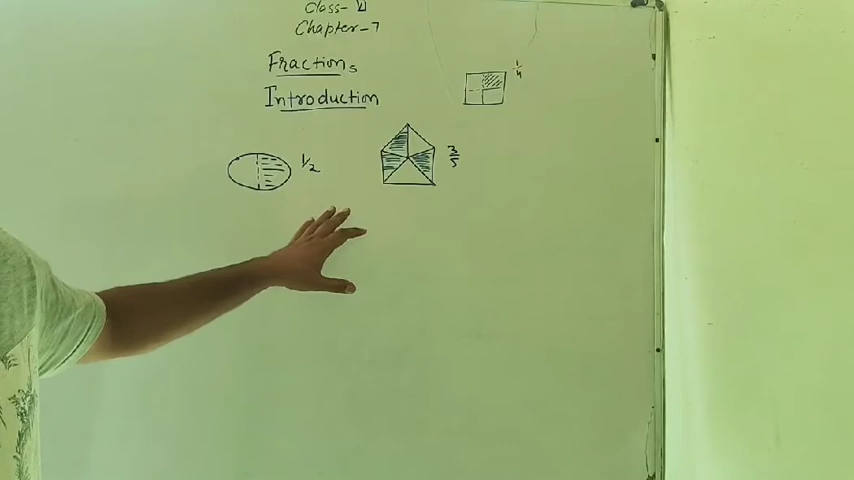 Class - VI
Chapter - 7
Fractions
Introduction
1/4
1/2
3/5